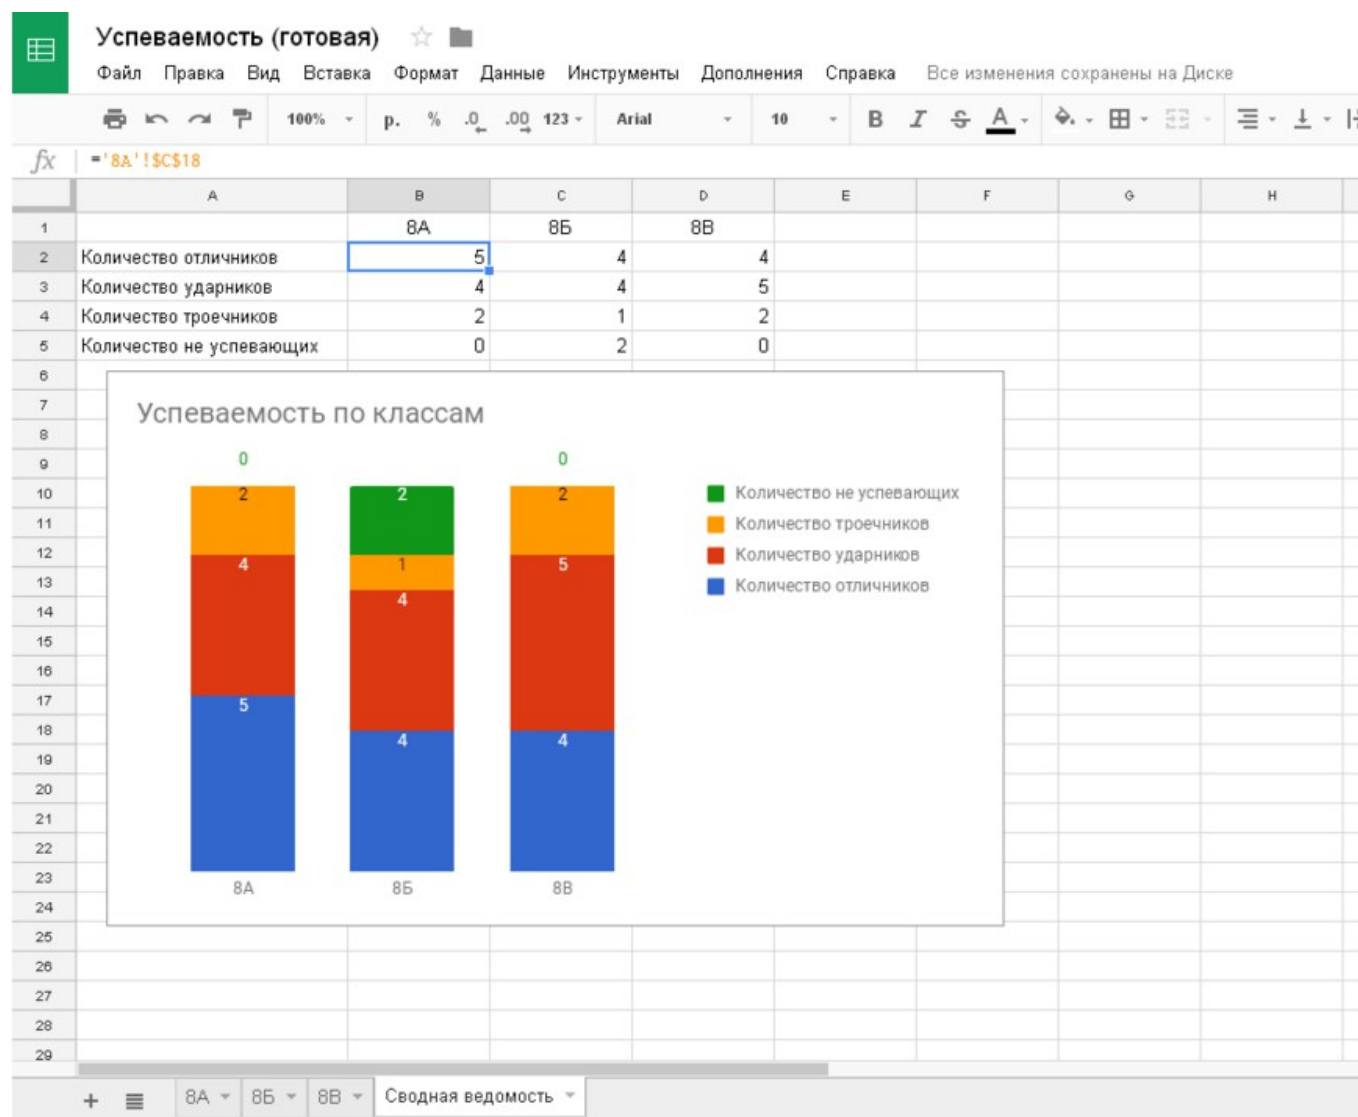 Успеваемость (готовая)
Файл Правка Вид Вставка Формат Данные Инструменты Дополнения Справка Все изменения сохранены на Диске
100% р. % .0 .00 123 Arial 10 B I S A
fx ='8А'!$C$18
A B C D E F G H
1 8А 8Б 8В
2 Количество отличников 5 4 4
3 Количество ударников 4 4 5
4 Количество троечников 2 1 2
5 Количество не успевающих 0 2 0
6
7
8
9
10
11
12
13
14
15
16
17
18
19
20
21
22
23
24
25
26
27
28
29
Успеваемость по классам
0 0
2 2 2
4 1 5
4
5
4 4
8А 8Б 8В
Количество не успевающих
Количество троечников
Количество ударников
Количество отличников
+ 8А 8Б 8В Сводная ведомость